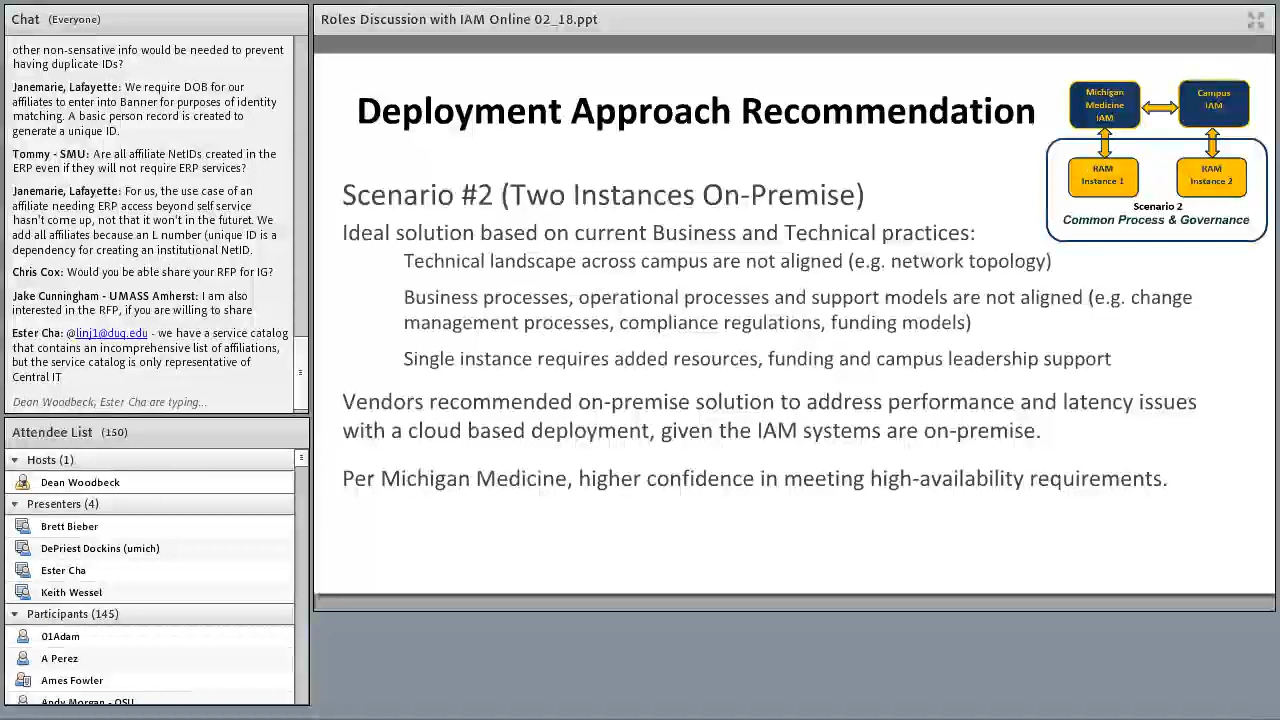 Chat (Everyone)
other non-sensative info would be needed to prevent
having duplicate IDs?
Janemarie, Lafayette: We require DOB for our
affiliates to enter into Banner for purposes of identity
matching. A basic person record is created to
generate a unique ID.
Tommy - SMU: Are all affiliate NetIDs created in the
ERP even if they will not require ERP services?
Janemarie, Lafayette: For us, the use case of an
affiliate needing ERP access beyond self service
hasn't come up, not that it won't in the futuret. We
add all affiliates because an L number (unique ID is a
dependency for creating an institutional NetID.
Chris Cox: Would you be able share your RFP for IG?
Jake Cunningham - UMASS Amherst: I am also
interested in the RFP, if you are willing to share
Ester Cha: @linj1@duq.edu - we have a service catalog
that contains an incomprehensive list of affiliations,
but the service catalog is only representative of
Central IT
Dean Woodbeck, Ester Cha are typing...
Attendee List (150)
Hosts (1)
Dean Woodbeck
Presenters (4)
Brett Bieber
DePriest Dockins (umich)
Ester Cha
Keith Wessel
Participants (145)
01Adam
A Perez
Ames Fowler
Andy Morgan - OSU
Roles Discussion with IAM Online 02_18.ppt
Deployment Approach Recommendation
Michigan
Medicine
IAM
Campus
IAM
RAM
Instance 1
RAM
Instance 2
Scenario 2
Common Process & Governance
Scenario #2 (Two Instances On-Premise)
Ideal solution based on current Business and Technical practices:
Technical landscape across campus are not aligned (e.g. network topology)
Business processes, operational processes and support models are not aligned (e.g. change
management processes, compliance regulations, funding models)
Single instance requires added resources, funding and campus leadership support
Vendors recommended on-premise solution to address performance and latency issues
with a cloud based deployment, given the IAM systems are on-premise.
Per Michigan Medicine, higher confidence in meeting high-availability requirements.